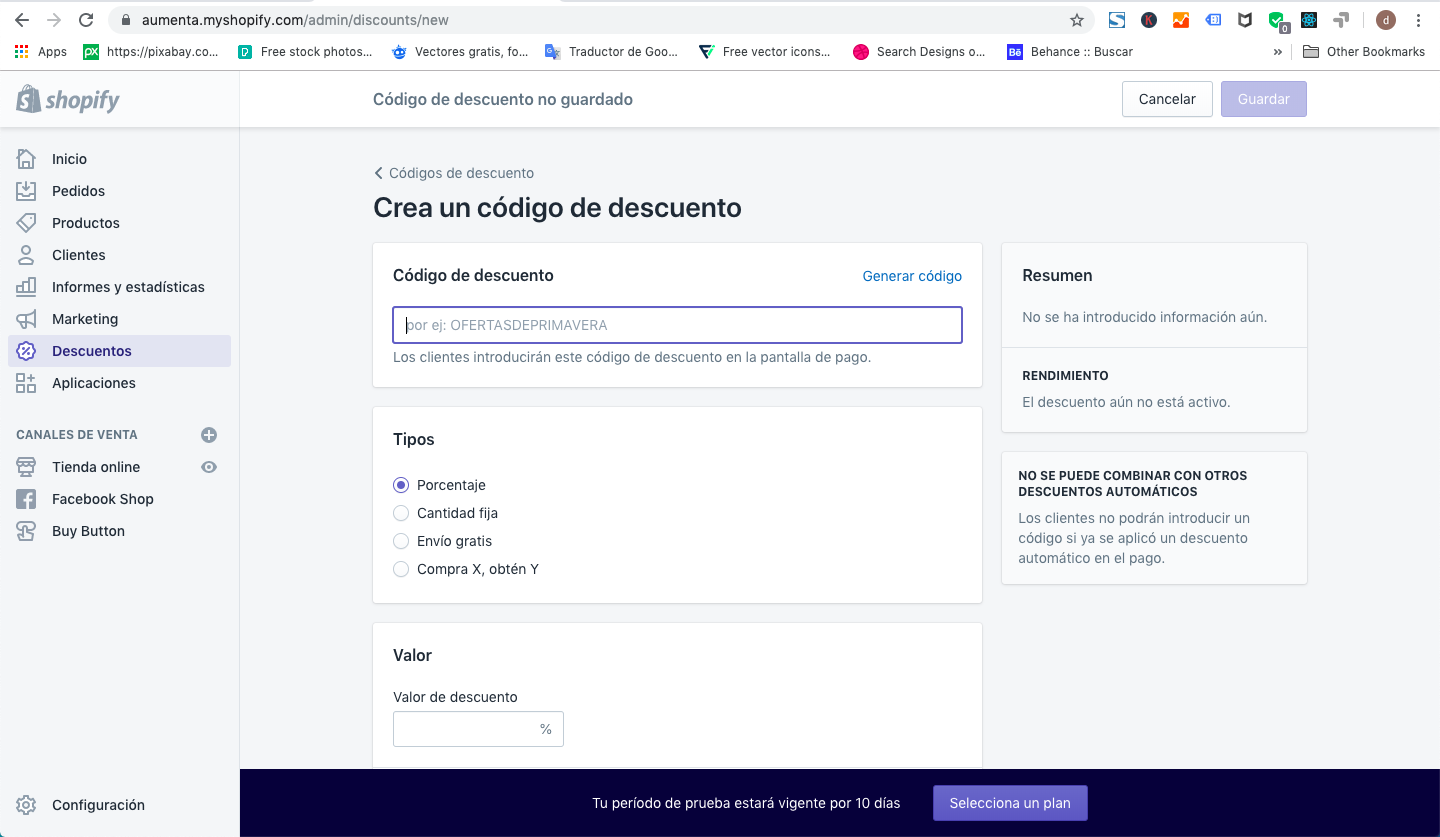 aumenta.myshopify.com/admin/discounts/new
0
d
Apps
px
https://pixabay.co...
Free stock photos...
Vectores gratis, fo...
Traductor de Goo...
Free vector icons...
Search Designs o...
Bē
Behance :: Buscar
»
Other Bookmarks
shopify
Código de descuento no guardado
Cancelar
Guardar
Inicio
Pedidos
Productos
Clientes
Informes y estadísticas
Marketing
Descuentos
Aplicaciones
CANALES DE VENTA
Tienda online
Facebook Shop
Buy Button
Configuración
Códigos de descuento
Crea un código de descuento
Código de descuento
Generar código
por ej: OFERTASDEPRIMAVERA
Los clientes introducirán este código de descuento en la pantalla de pago.
Tipos
Porcentaje
Cantidad fija
Envío gratis
Compra X, obtén Y
Valor
Valor de descuento
%
Resumen
No se ha introducido información aún.
RENDIMIENTO
El descuento aún no está activo.
NO SE PUEDE COMBINAR CON OTROS
DESCUENTOS AUTOMÁTICOS
Los clientes no podrán introducir un
código si ya se aplicó un descuento
automático en el pago.
Tu período de prueba estará vigente por 10 días
Selecciona un plan